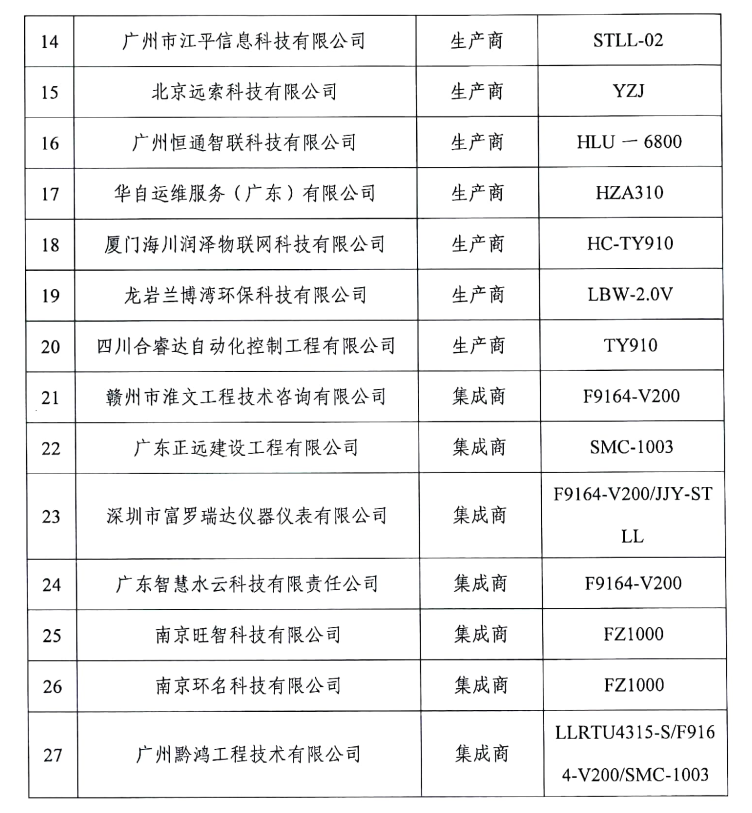 14 广州市江平信息科技有限公司 生产商 STLL-02
15 北京远索科技有限公司 生产商 YZJ
16 广州恒通智联科技有限公司 生产商 HLU 一 6800
17 华自运维服务（广东）有限公司 生产商 HZA310
18 厦门海川润泽物联网科技有限公司 生产商 HC-TY910
19 龙岩兰博湾环保科技有限公司 生产商 LBW-2.0V
20 四川合睿达自动化控制工程有限公司 生产商 TY910
21 赣州市淮文工程技术咨询有限公司 集成商 F9164-V200
22 广东正远建设工程有限公司 集成商 SMC-1003
23 深圳市富罗瑞达仪器仪表有限公司 集成商 F9164-V200/JJY-ST
LL
24 广东智慧水云科技有限责任公司 集成商 F9164-V200
25 南京旺智科技有限公司 集成商 FZ1000
26 南京环名科技有限公司 集成商 FZ1000
27 广州黔鸿工程技术有限公司 集成商 LLRTU4315-S/F916
4-V200/SMC-1003